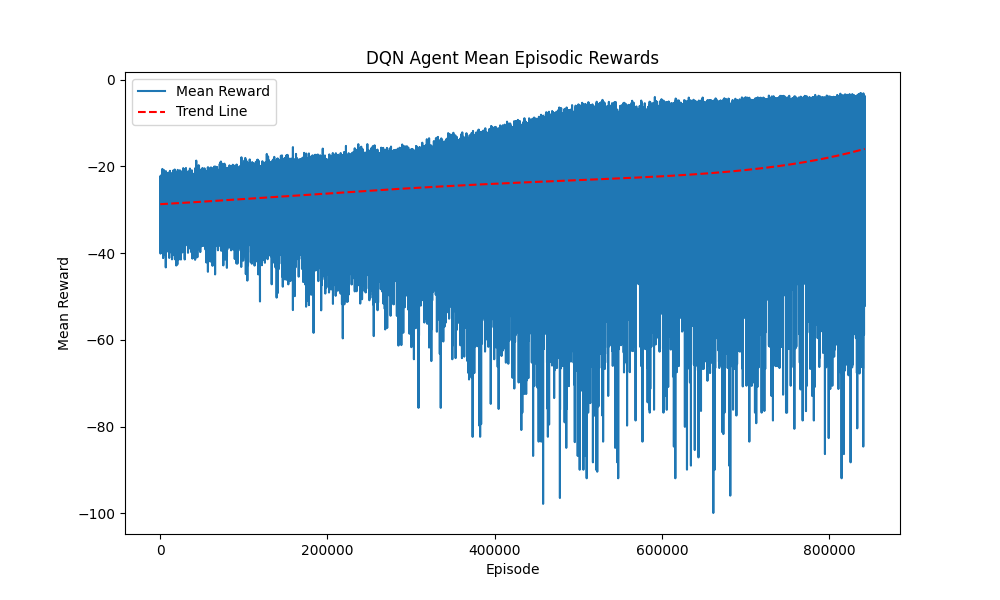 DQN Agent Mean Episodic Rewards
Mean Reward
Trend Line
0
−20
−40
−60
−80
−100
Mean Reward
0
200000
400000
600000
800000
Episode